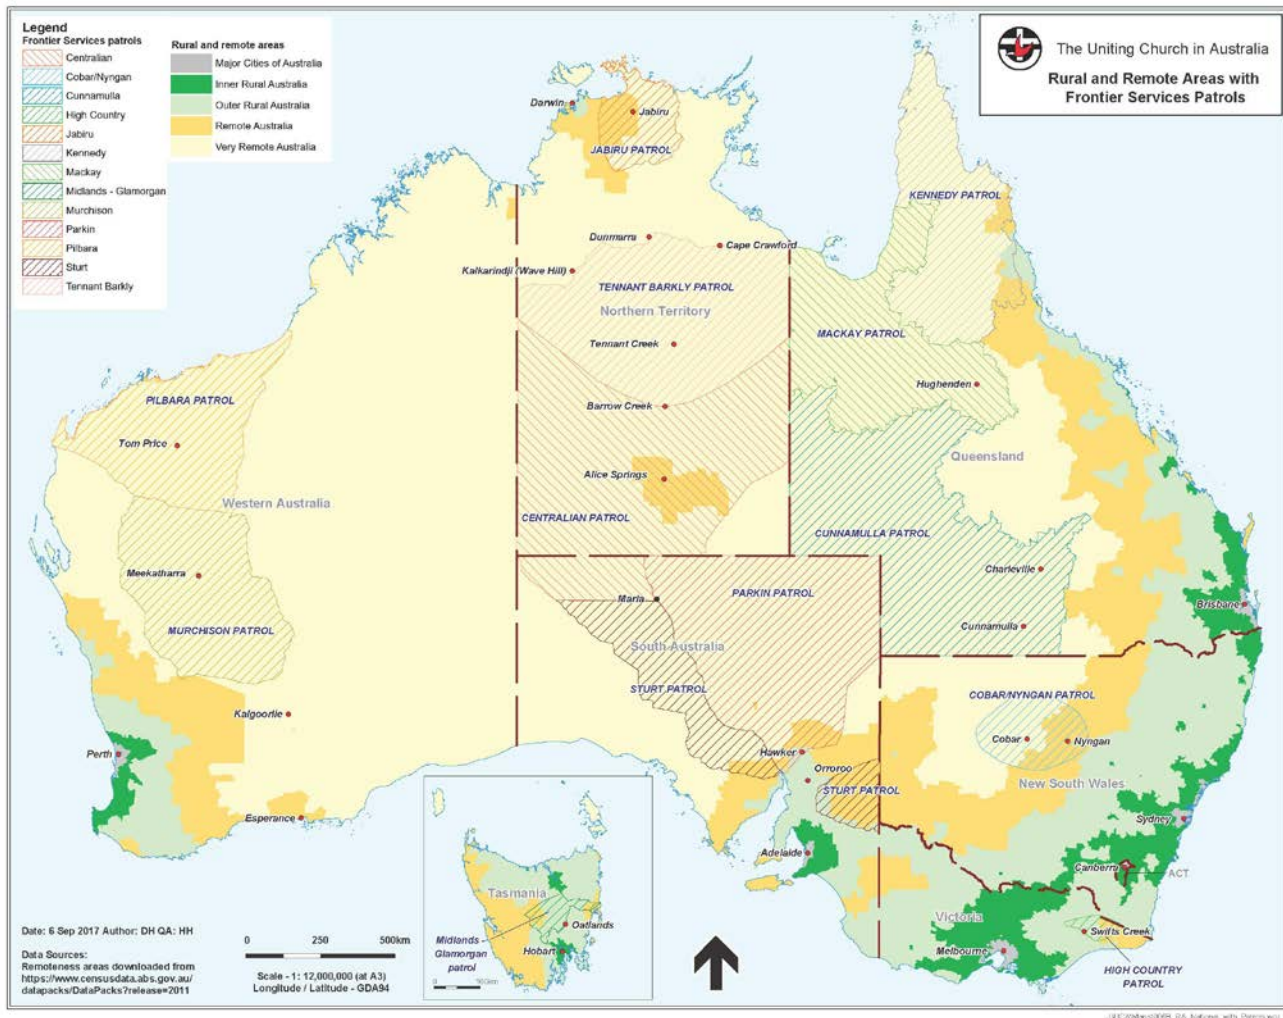 Legend
Frontier Services patrols
Centralian
Cobar/Nyngan
Cunnamulla
High Country
Jabiru
Kennedy
Mackay
Midlands - Glamorgan
Murchison
Parkin
Pilbara
Sturt
Tennant Barkly
Rural and remote areas
Major Cities of Australia
Inner Rural Australia
Outer Rural Australia
Remote Australia
Very Remote Australia
The Uniting Church in Australia
Rural and Remote Areas with
Frontier Services Patrols
Darwin
Jabiru
JABIRU PATROL
KENNEDY PATROL
Dunmarra
Cape Crawford
Kalkarindji (Wave Hill)
TENNANT BARKLY PATROL
Northern Territory
MACKAY PATROL
Tennant Creek
Hughenden
PILBARA PATROL
Barrow Creek
Tom Price
Queensland
Alice Springs
Western Australia
CENTRALIAN PATROL
CUNNAMULLA PATROL
Meekatharra
Charleville
Marla
PARKIN PATROL
Brisbane
MURCHISON PATROL
Cunnamulla
South Australia
STURT PATROL
COBAR/NYNGAN PATROL
Kalgoorlie
Perth
Hawker
Cobar
Nyngan
Orroroo
STURT PATROL
New South Wales
Esperance
Sydney
Adelaide
Canberra
ACT
Tasmania
Victoria
Oatlands
Swifts Creek
Midlands -
Glamorgan
patrol
Hobart
Melbourne
HIGH COUNTRY
PATROL
Date: 6 Sep 2017 Author: DH QA: HH
Data Sources:
Remoteness areas downloaded from
https://www.censusdata.abs.gov.au/
datapacks/DataPacks?release=2011
0 250 500km
Scale - 1: 12,000,000 (at A3)
Longitude / Latitude - GDA94